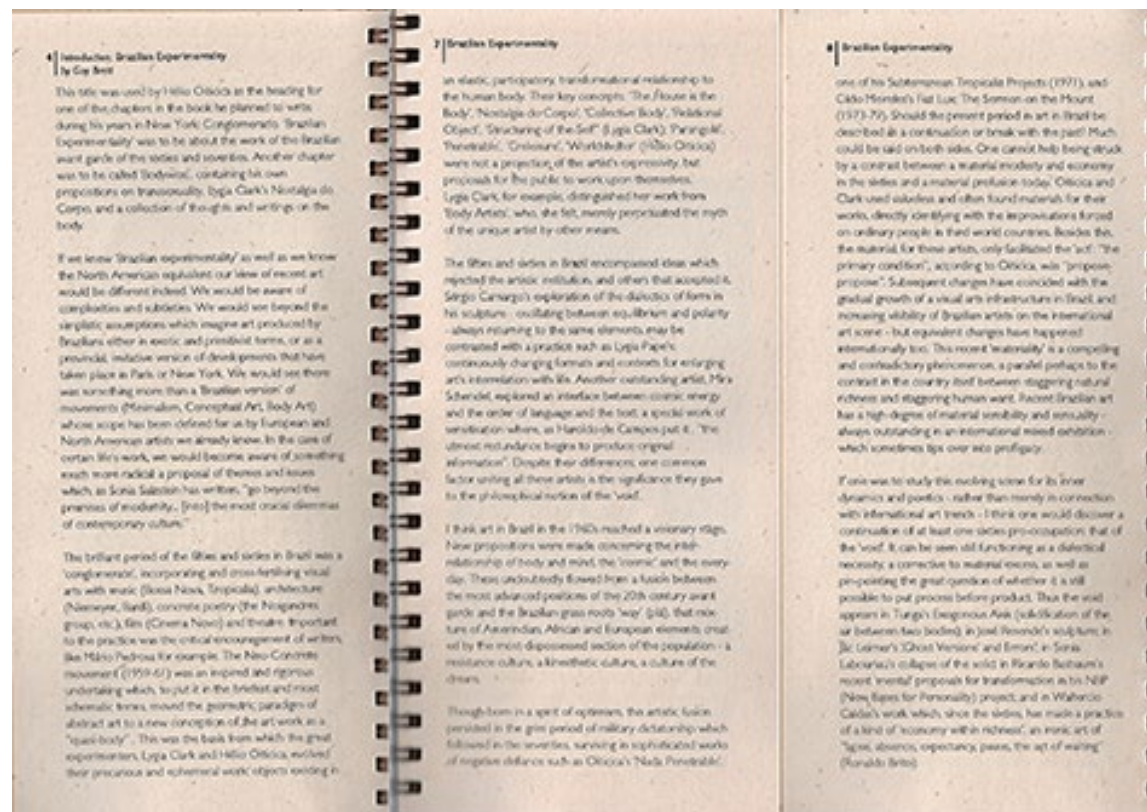 4 Introduction: Brazilian Experimentality
by Guy Brett
This title was used by Hélio Oiticica as the heading for
one of the chapters in the book he planned to write
during his years in New York: Conglomerado. 'Brazilian
Experimentality' was to be about the work of the Brazilian
avant garde of the sixties and seventies. Another chapter
was to be called 'Bodywise', containing his own
propositions on transsexuality, Lygia Clark's Nostalgia do
Corpo, and a collection of thoughts and writings on the
body.
If we knew 'Brazilian experimentality' as well as we know
the North American equivalent our view of recent art
would be different indeed. We would be aware of
complexities and subtleties. We would see beyond the
simplistic assumptions which imagine art produced by
Brazilians either in exotic and primitivist terms, or as a
provincial, imitative version of developments that have
taken place in Paris or New York. We would see there
was something more than a 'Brazilian version' of
movements (Minimalism, Conceptual Art, Body Art)
whose scope has been defined for us by European and
North American artists we already know. In the case of
certain life's work, we would become aware of something
much more radical: a proposal of themes and issues
which, as Sonia Salzstein has written, "go beyond the
premises of modernity... [into] the most crucial dilemmas
of contemporary culture."
The brilliant period of the fifties and sixties in Brazil was a
'conglomerate', incorporating and cross-fertilising visual
arts with music (Bossa Nova, Tropicalia), architecture
(Niemeyer, Bardi), concrete poetry (the Noigandres
group, etc.), film (Cinema Novo) and theatre. Important
to the practice was the critical encouragement of writers,
like Mário Pedrosa for example. The Neo-Concrete
movement (1959-61) was an inspired and rigorous
undertaking which, to put it in the briefest and most
schematic terms, moved the geometric paradigm of
abstract art to a new conception of the art work as a
"quasi-body". This was the basis from which the great
experimenters, Lygia Clark and Hélio Oiticica, evolved
their precarious and ephemeral work: objects existing in
7 Brazilian Experimentality
an elastic, participatory, transformational relationship to
the human body. Their key concepts: 'The House is the
Body', 'Nostalgia do Corpo', 'Collective Body', 'Relational
Object', 'Structuring of the Self' (Lygia Clark); 'Parangolé',
'Penetrable', 'Creleisure', 'Worldshelter' (Hélio Oiticica)
were not a projection of the artist's expressivity, but
proposals for the public to work upon themselves.
Lygia Clark, for example, distinguished her work from
'Body Artists', who, she felt, merely perpetuated the myth
of the unique artist by other means.
The fifties and sixties in Brazil encompassed ideas which
rejected the artistic institution, and others that accepted it.
Sérgio Camargo's exploration of the dialectics of form in
his sculpture - oscillating between equilibrium and polarity
- always returning to the same elements, may be
contrasted with a practice such as Lygia Pape's:
continuously changing formats and contexts for enlarging
art's interrelation with life. Another outstanding artist, Mira
Schendel, explored an interface between cosmic energy
and the order of language and the text: a special work of
sensitisation where, as Haroldo de Campos put it, "the
utmost redundance begins to produce original
information". Despite their differences, one common
factor uniting all these artists is the significance they gave
to the philosophical notion of the 'void'.
I think art in Brazil in the 1960s reached a visionary stage.
New propositions were made concerning the inter-
relationship of body and mind, the 'cosmic' and the every-
day. These undoubtedly flowed from a fusion between
the most advanced positions of the 20th century avant
garde and the Brazilian grass roots 'way' that mix-
ture of Amerindian, African and European elements creat-
ed by the most dispossessed section of the population - a
resistance culture, a kinesthetic culture, a culture of the
dream.
Though born in a spirit of optimism, this artistic fusion
persisted in the grim period of military dictatorship which
followed in the seventies, surviving in sophisticated works
of negative defiance such as Oiticica's 'Nada Penetrable',
8 Brazilian Experimentality
one of his Subterranean Tropicalia Projects (1971), and
Cildo Meireles's Fiat Lux: The Sermon on the Mount
(1973-79). Should the present period in art in Brazil be
described as a continuation or break with the past? Much
could be said on both sides. One cannot help being struck
by a contrast between a material modesty and economy
in the sixties and a material profusion today. Oiticica and
Clark used valueless and often found materials for their
works, directly identifying with the improvisations forced
on ordinary people in third world countries. Besides this,
the material, for these artists, only facilitated the 'act': "the
primary condition", according to Oiticica, was "propose,
propose". Subsequent changes have coincided with the
gradual growth of a visual arts infrastructure in Brazil, and
increasing visibility of Brazilian artists on the international
art scene - but equivalent changes have happened
internationally too. This recent 'materiality' is a compelling
and contradictory phenomenon, a parallel perhaps to the
contrast in the country itself between staggering natural
richness and staggering human want. Recent Brazilian art
has a high degree of material sensibility and sensuality -
always outstanding in an international mixed exhibition -
which sometimes tips over into profligacy.
If one was to study this evolving scene for its inner
dynamics and poetics - rather than merely in connection
with international art trends - I think one would discover a
continuation of at least one sixties pre-occupation: that of
the 'void'. It can be seen still functioning as a dialectical
necessity, a corrective to material excess, as well as
pin-pointing the great question of whether it is still
possible to put process before product. Thus the void
appears in Tunga's Exogenous Axis (solidification of the
air between two bodies); in José Resende's sculpture; in
Jac Leirner's 'Ghost Versions' and Errors'; in Sonia
Labouriau's collapse of the solid; in Ricardo Basbaum's
recent 'mental' proposals for transformation in his NBP
(New Bases for Personality) project; and in Waltercio
Caldas's work which, since the sixties, has made a practice
of a kind of 'economy within richness', an ironic art of
"lapse, absence, expectancy, pause, the act of waiting"
(Ronaldo Brito).